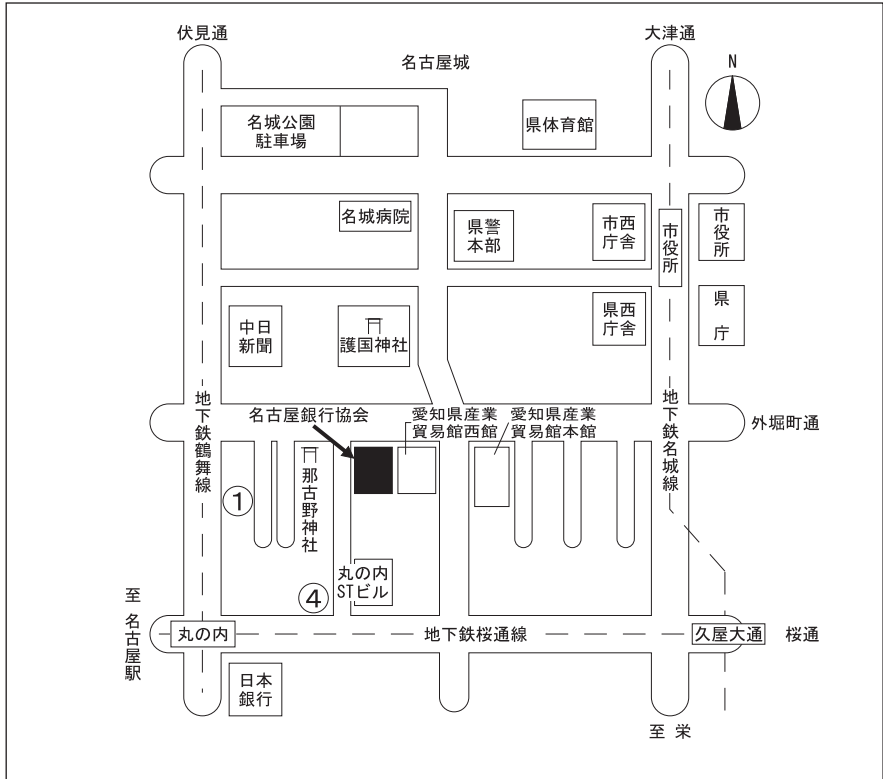 伏見通
大津通
名古屋城
N
名城公園
駐車場
県体育館
名城病院
県警
本部
市西
庁舎
市役所
市役所
中日
新聞
護国神社
県西
庁舎
県庁
地下鉄鶴舞線
名古屋銀行協会
愛知県産業
貿易館西館
愛知県産業
貿易館本館
地下鉄名城線
外堀町通
①
那古野神社
④
丸の内
STビル
至名古屋駅
丸の内
地下鉄桜通線
久屋大通
桜通
日本
銀行
至 栄